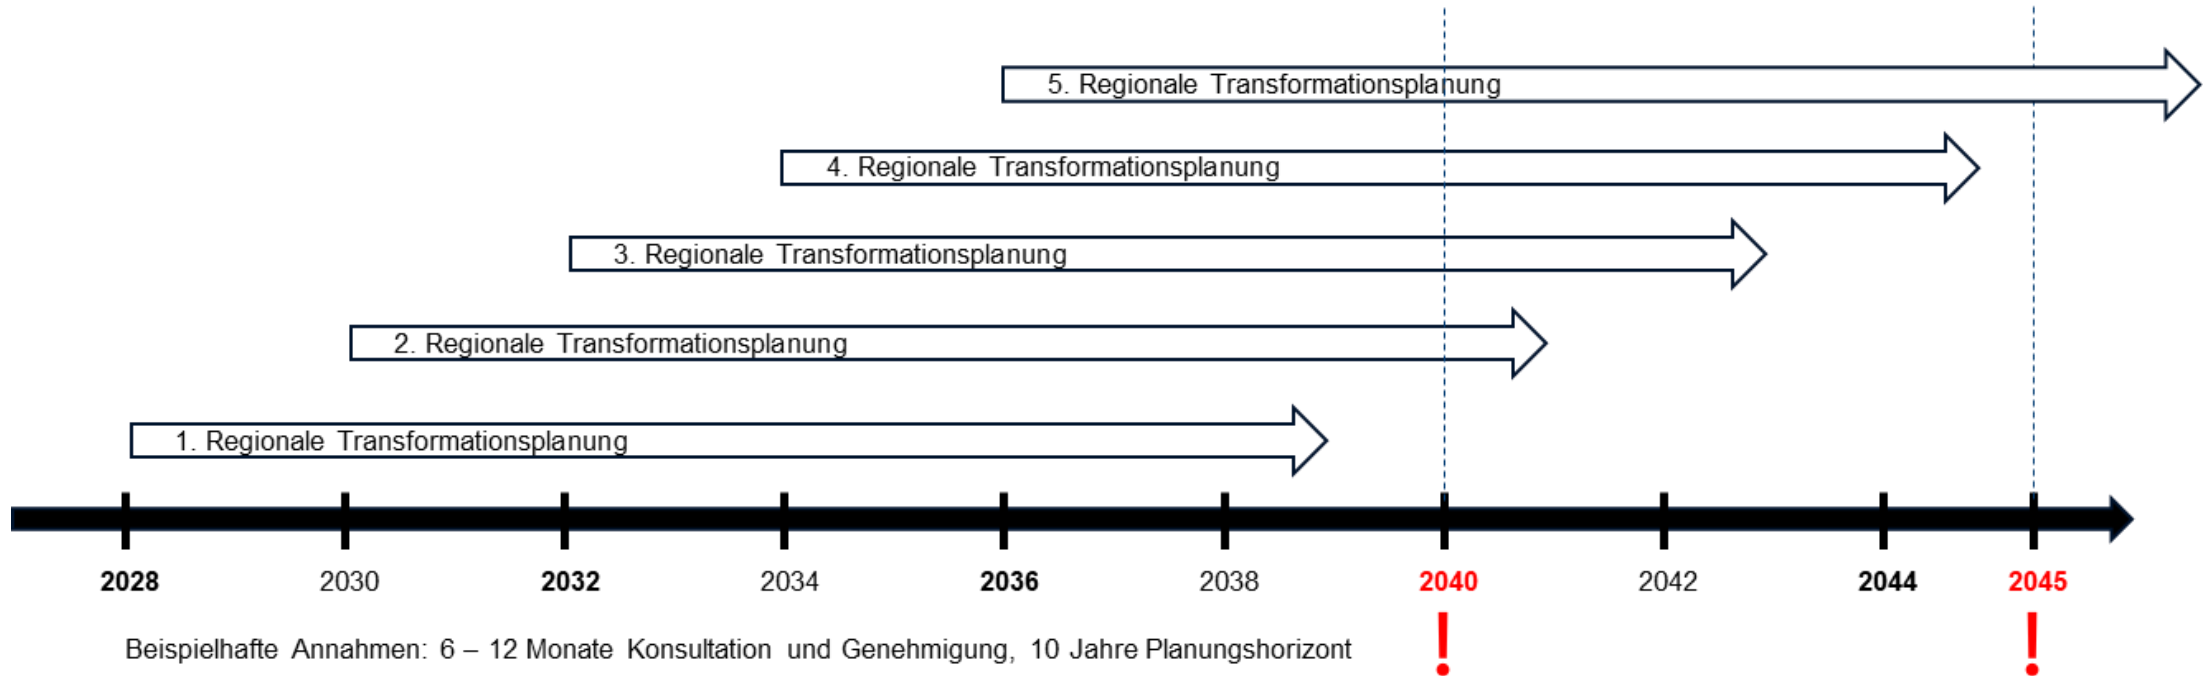 5. Regionale Transformationsplanung
4. Regionale Transformationsplanung
3. Regionale Transformationsplanung
2. Regionale Transformationsplanung
1. Regionale Transformationsplanung
2028 2030 2032 2034 2036 2038 2040 2042 2044 2045
! !
Beispielhafte Annahmen: 6 – 12 Monate Konsultation und Genehmigung, 10 Jahre Planungshorizont